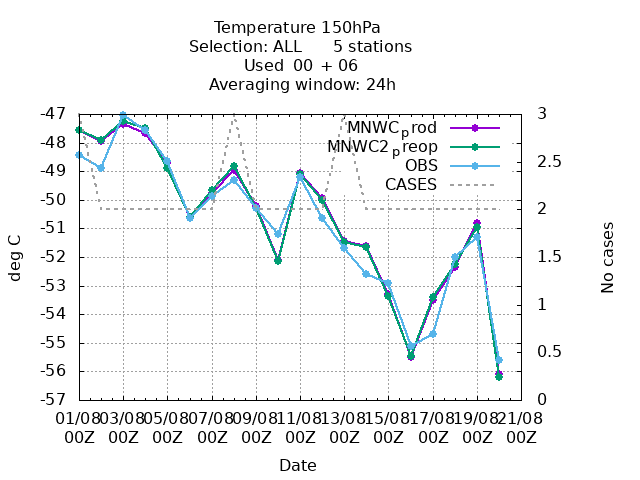 Temperature 150hPa
Selection: ALL 5 stations
Used 00 + 06
Averaging window: 24h
-47
-48
-49
-50
-51
-52
-53
-54
-55
-56
-57
deg C
3
2.5
2
1.5
1
0.5
0
No cases
MNWCprod
MNWC2preop
OBS
CASES
01/08 03/08 05/08 07/08 09/08 11/08 13/08 15/08 17/08 19/08 21/08
00Z 00Z 00Z 00Z 00Z 00Z 00Z 00Z 00Z 00Z 00Z
Date